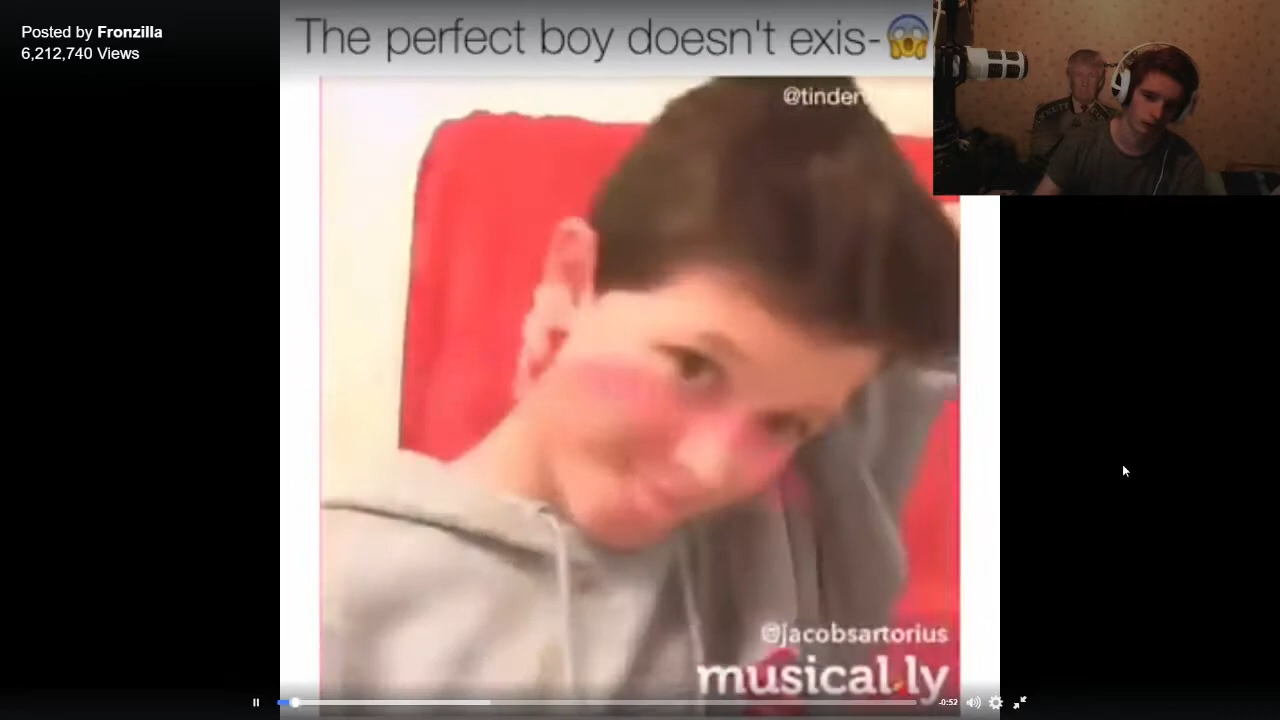 Posted by Fronzilla
6,212,740 Views
The perfect boy doesn't exis-😱
@tinder
@jacobsartorius
musical.ly
-0:52